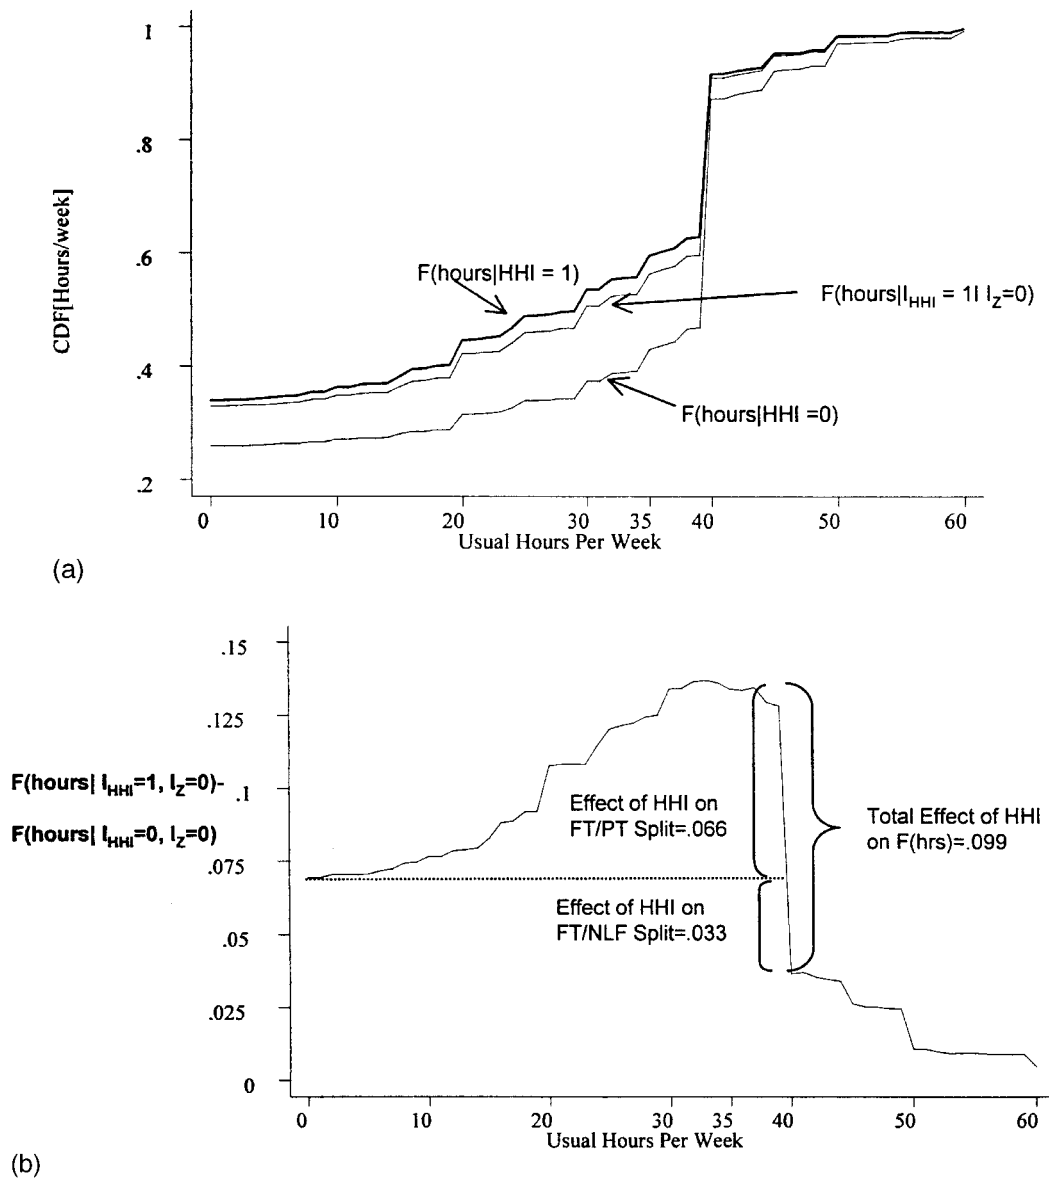 (a)
1
.8
.6
.4
.2
CDF[Hours/week]
F(hours|HHI = 1)
F(hours|I_HHI = 1I I_Z=0)
F(hours|HHI =0)
0 10 20 30 35 40 50 60
Usual Hours Per Week
(a)
.15
.125
.1
.075
.05
.025
0
F(hours| I_HHI=1, I_Z=0)-
F(hours| I_HHI=0, I_Z=0)
Effect of HHI on
FT/PT Split=.066
Effect of HHI on
FT/NLF Split=.033
Total Effect of HHI
on F(hrs)=.099
0 10 20 30 35 40 50 60
Usual Hours Per Week
(b)